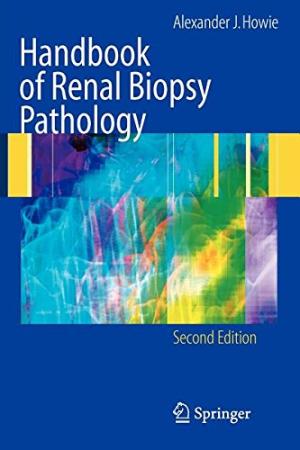 Alexander J. Howie
Handbook
of Renal Biopsy
Pathology
Second Edition
Springer